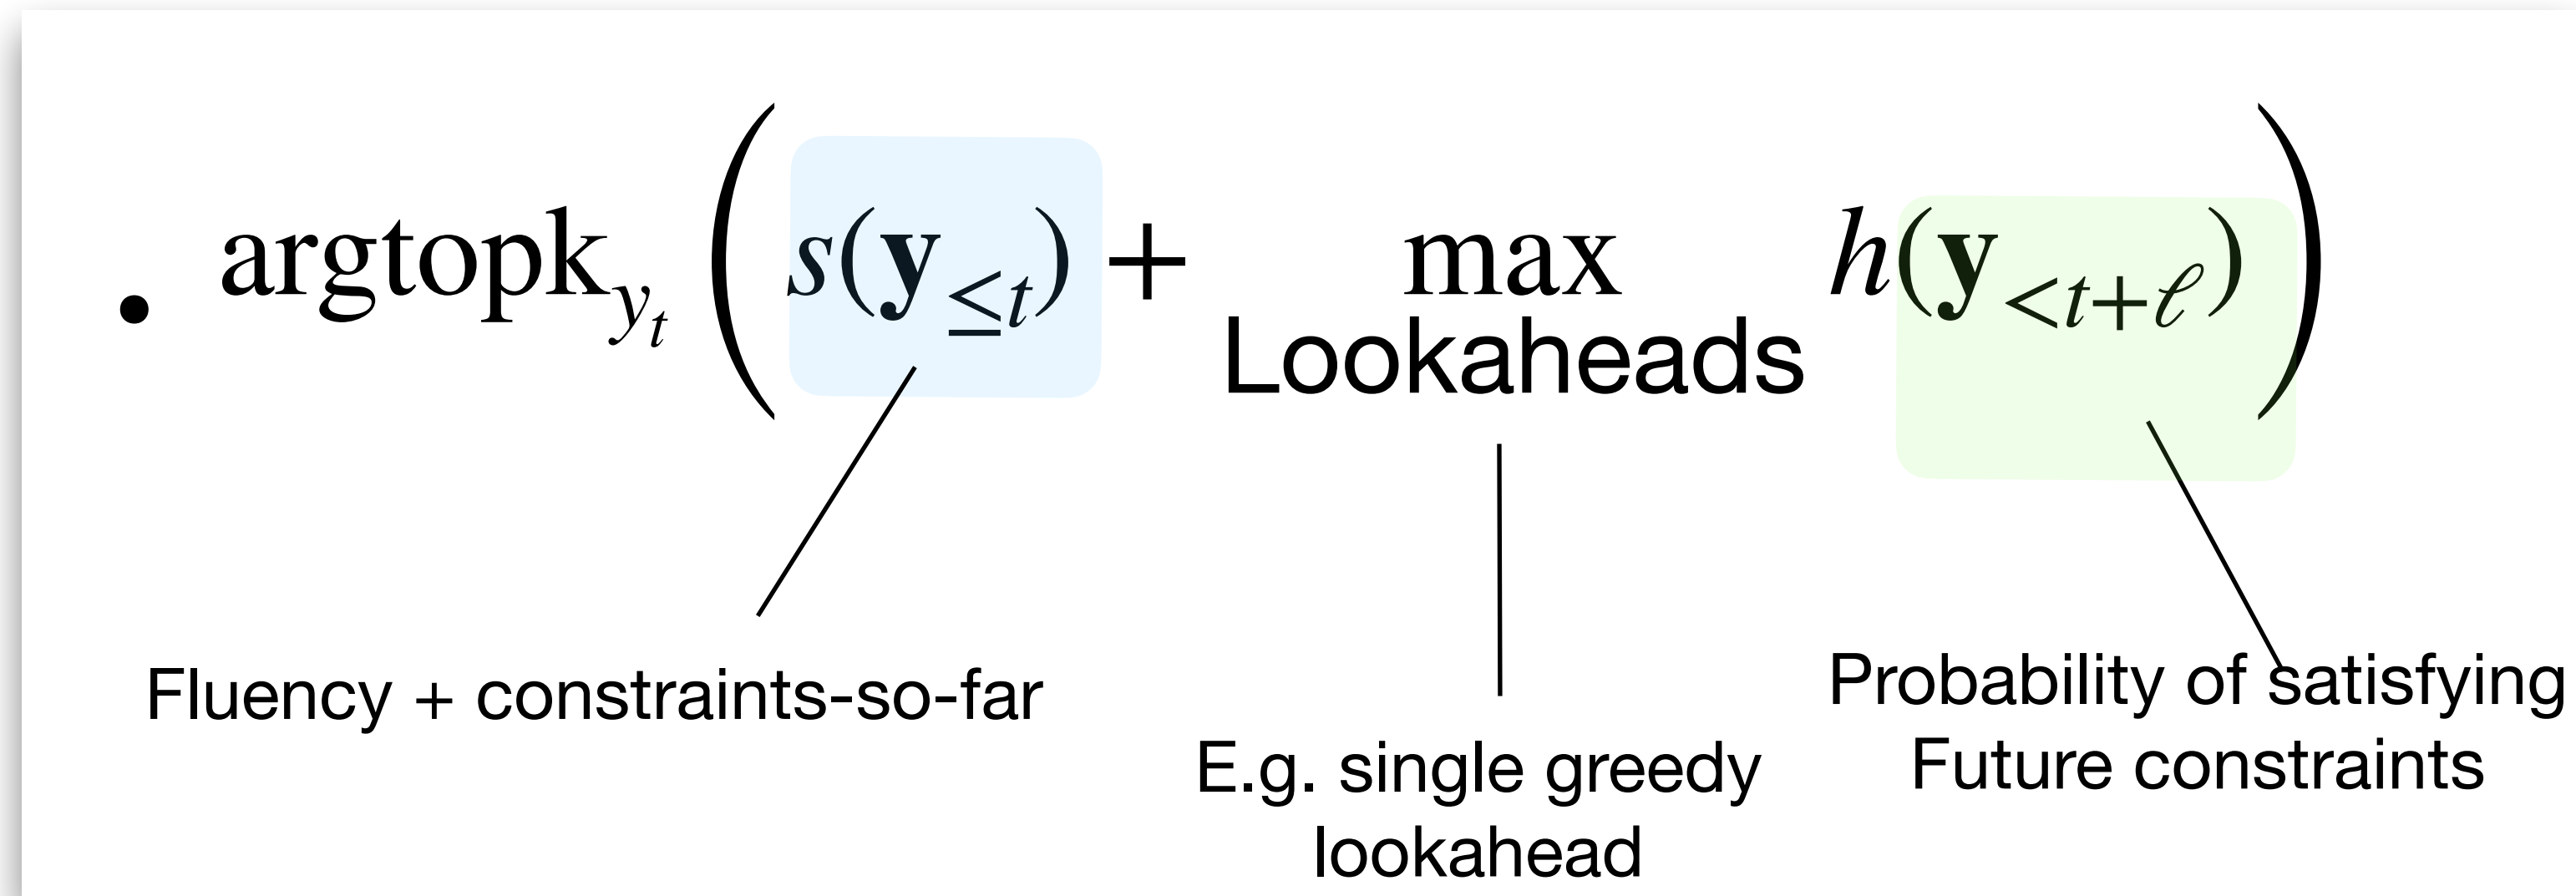 • argtopk_{y_t} ( s(y_{≤t}) + max h(y_{<t+ℓ}) )
Lookaheads
Fluency + constraints-so-far
E.g. single greedy
lookahead
Probability of satisfying
Future constraints